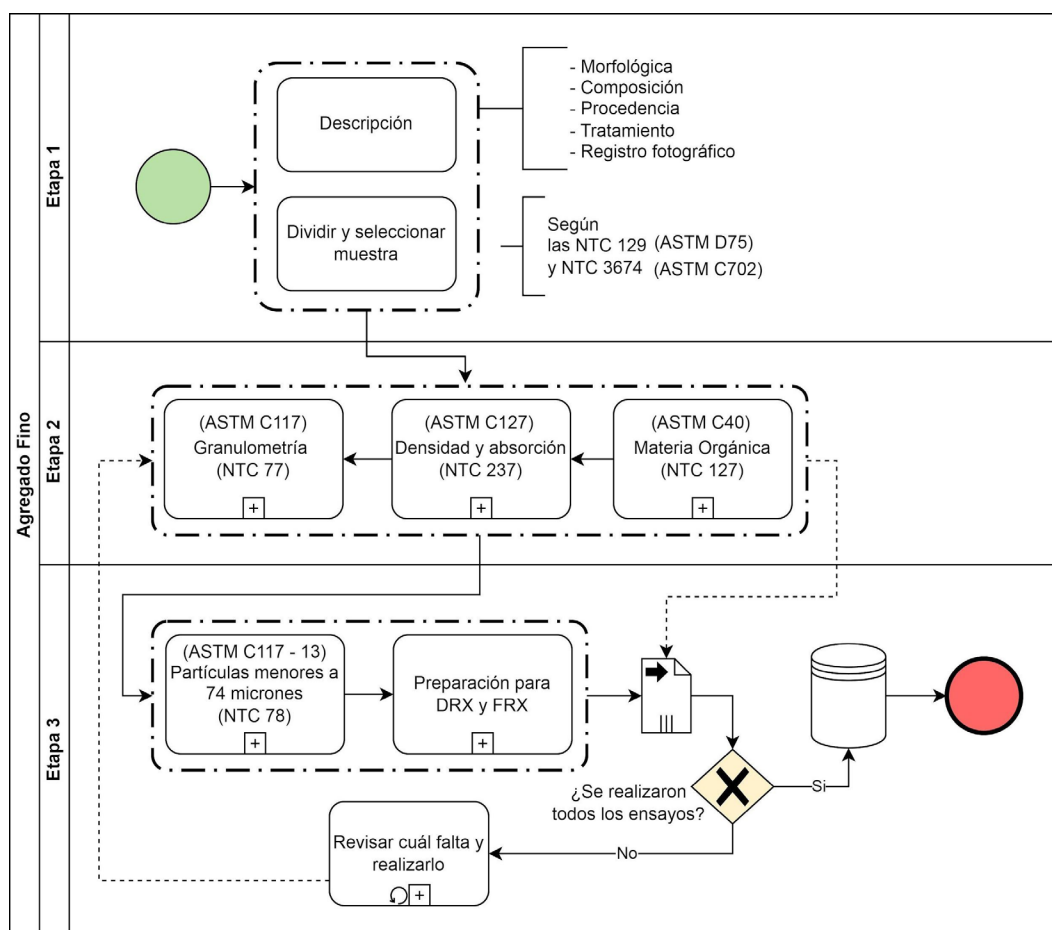 Agregado Fino
Etapa 1
Descripción
- Morfológica
- Composición
- Procedencia
- Tratamiento
- Registro fotográfico
Dividir y seleccionar
muestra
Según
las NTC 129 (ASTM D75)
y NTC 3674 (ASTM C702)
Etapa 2
(ASTM C117)
Granulometría
(NTC 77)
(ASTM C127)
Densidad y absorción
(NTC 237)
(ASTM C40)
Materia Orgánica
(NTC 127)
Etapa 3
(ASTM C117 - 13)
Partículas menores a
74 micrones
(NTC 78)
Preparación para
DRX y FRX
¿Se realizaron
todos los ensayos?
Si
No
Revisar cuál falta y
realizarlo